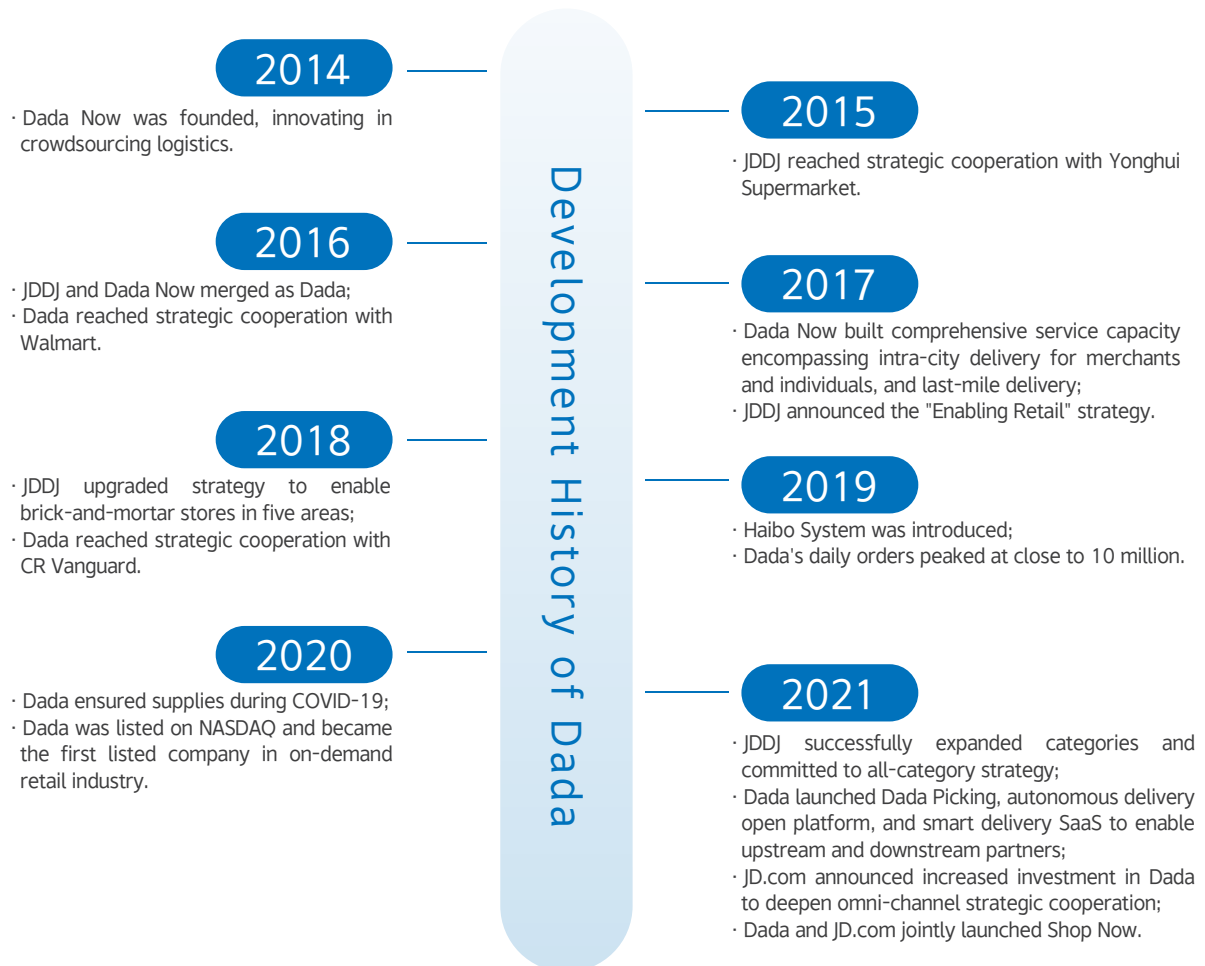 2014
· Dada Now was founded, innovating in
crowdsourcing logistics.
2015
· JDDJ reached strategic cooperation with Yonghui
Supermarket.
2016
· JDDJ and Dada Now merged as Dada;
· Dada reached strategic cooperation with
Walmart.
2017
· Dada Now built comprehensive service capacity
encompassing intra-city delivery for merchants
and individuals, and last-mile delivery;
· JDDJ announced the "Enabling Retail" strategy.
2018
· JDDJ upgraded strategy to enable
brick-and-mortar stores in five areas;
· Dada reached strategic cooperation with
CR Vanguard.
2019
· Haibo System was introduced;
· Dada's daily orders peaked at close to 10 million.
2020
· Dada ensured supplies during COVID-19;
· Dada was listed on NASDAQ and became
the first listed company in on-demand
retail industry.
2021
· JDDJ successfully expanded categories and
committed to all-category strategy;
· Dada launched Dada Picking, autonomous delivery
open platform, and smart delivery SaaS to enable
upstream and downstream partners;
· JD.com announced increased investment in Dada
to deepen omni-channel strategic cooperation;
· Dada and JD.com jointly launched Shop Now.
Development History of Dada